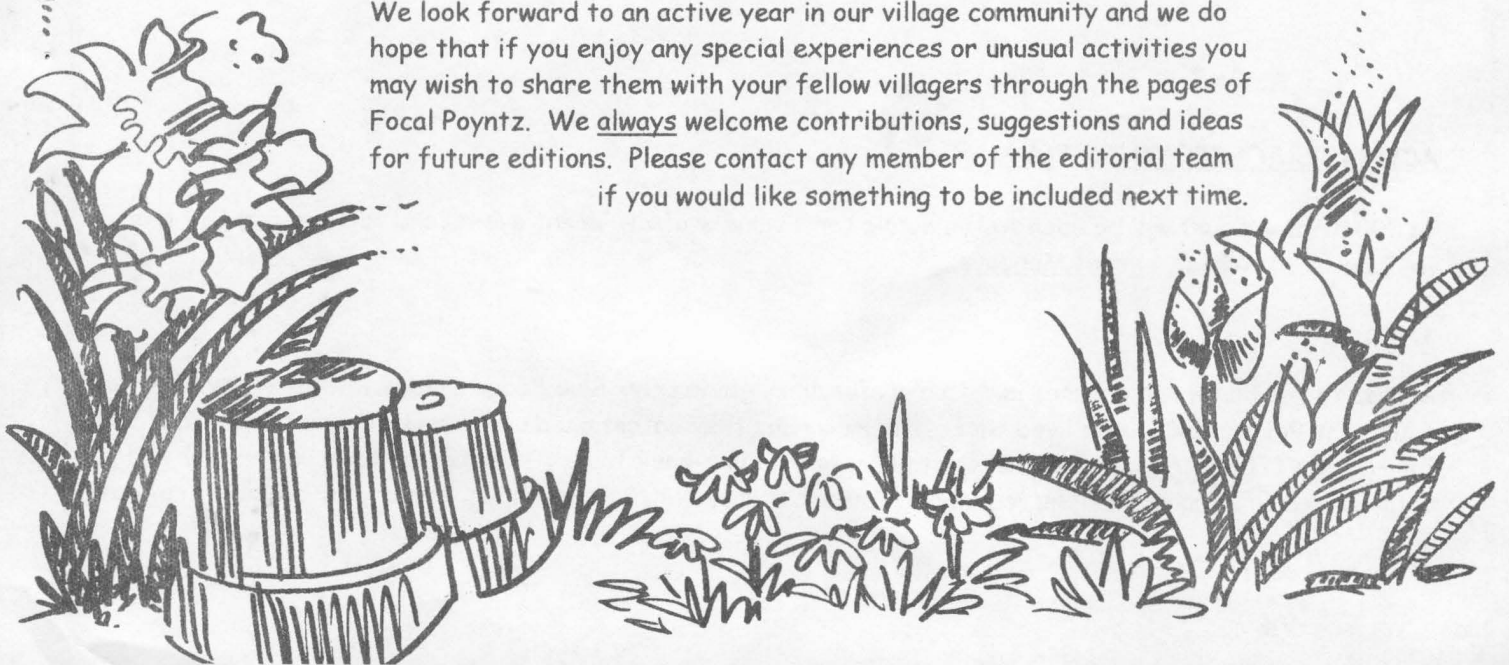 We look forward to an active year in our village community and we do
hope that if you enjoy any special experiences or unusual activities you
may wish to share them with your fellow villagers through the pages of
Focal Poyntz. We always welcome contributions, suggestions and ideas
for future editions. Please contact any member of the editorial team
if you would like something to be included next time.